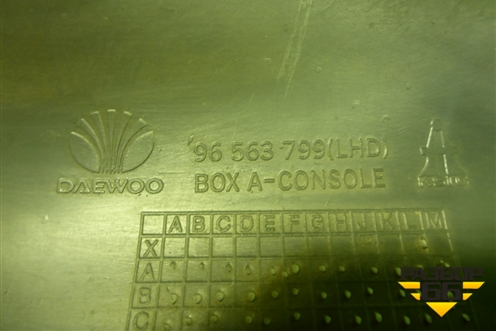 DAEWOO
96 563 799(LHD)
BOX A-CONSOLE
A B C D E F G H J K L M
X
A
B
C